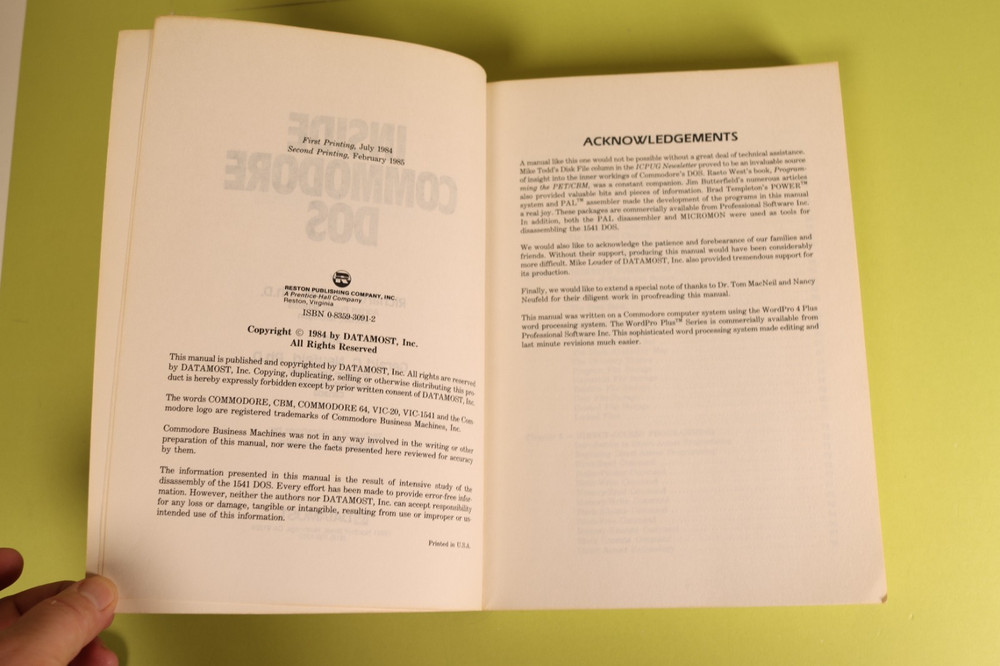 First Printing, July 1984
Second Printing, February 1985
INSIDE
COMMODORE
DOS
RESTON PUBLISHING COMPANY, INC.
A Prentice-Hall Company
Reston, Virginia
ISBN 0-8359-3091-2
Copyright © 1984 by DATAMOST, Inc.
All Rights Reserved
This manual is published and copyrighted by DATAMOST, Inc. All rights are reserved
by DATAMOST, Inc. Copying, duplicating, selling or otherwise distributing this pro-
duct is hereby expressly forbidden except by prior written consent of DATAMOST, Inc.
The words COMMODORE, CBM, COMMODORE 64, VIC-20, VIC-1541 and the Com-
modore logo are registered trademarks of Commodore Business Machines, Inc.
Commodore Business Machines was not in any way involved in the writing or other
preparation of this manual, nor were the facts presented here reviewed for accuracy
by them.
The information presented in this manual is the result of intensive study of the
disassembly of the 1541 DOS. Every effort has been made to provide error-free infor-
mation. However, neither the authors nor DATAMOST, Inc. can accept responsibility
for any loss or damage, tangible or intangible, resulting from use or improper or un-
intended use of this information.
Printed in U.S.A.
ACKNOWLEDGEMENTS
A manual like this one would not be possible without a great deal of technical assistance.
Mike Todd's Disk File column in the ICPUG Newsletter proved to be an invaluable source
of insight into the inner workings of Commodore's DOS. Raeto West's book, Program-
ming the PET/CBM, was a constant companion. Jim Butterfield's numerous articles
also provided valuable bits and pieces of information. Brad Templeton's POWER™
system and PAL™ assembler made the development of the programs in this manual
a real joy. These packages are commercially available from Professional Software Inc.
In addition, both the PAL disassembler and MICROMON were used as tools for
disassembling the 1541 DOS.
We would also like to acknowledge the patience and forebearance of our families and
friends. Without their support, producing this manual would have been considerably
more difficult. Mike Louder of DATAMOST, Inc. also provided tremendous support for
its production.
Finally, we would like to extend a special note of thanks to Dr. Tom MacNeil and Nancy
Neufeld for their diligent work in proofreading this manual.
This manual was written on a Commodore computer system using the WordPro 4 Plus
word processing system. The WordPro Plus™ Series is commercially available from
Professional Software Inc. This sophisticated word processing system made editing and
last minute revisions much easier.